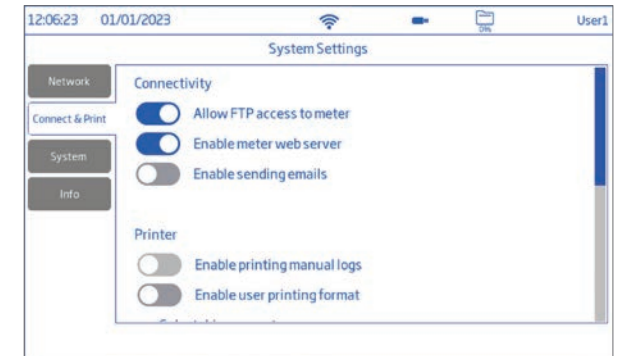 12:06:23 01/01/2023 User1
System Settings
Network
Connect & Print
System
Info
Connectivity
Allow FTP access to meter
Enable meter web server
Enable sending emails
Printer
Enable printing manual logs
Enable user printing format